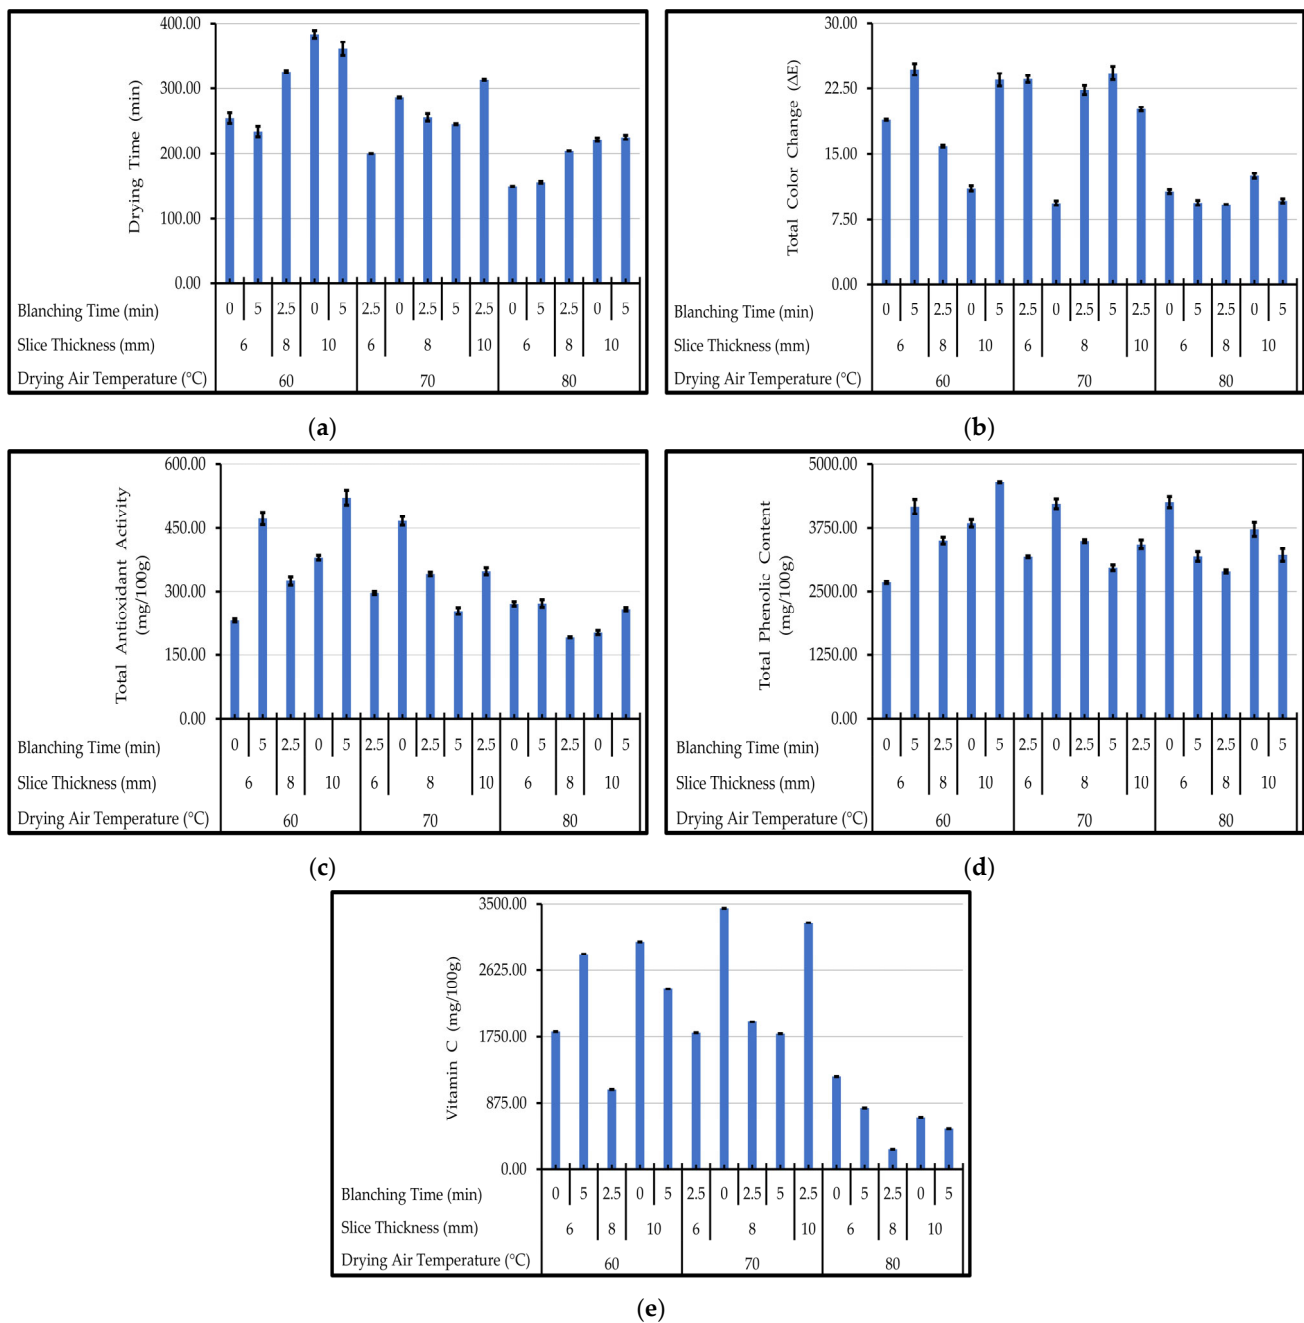 400.00
300.00
200.00
100.00
0.00
Drying Time (min)
Blanching Time (min) 0 5 2.5 0 5 2.5 0 2.5 5 2.5 0 5 2.5 0 5
Slice Thickness (mm) 6 8 10 6 8 10 6 8 10
Drying Air Temperature (°C) 60 70 80
(a)
30.00
22.50
15.00
7.50
0.00
Total Color Change (ΔE)
Blanching Time (min) 0 5 2.5 0 5 2.5 0 2.5 5 2.5 0 5 2.5 0 5
Slice Thickness (mm) 6 8 10 6 8 10 6 8 10
Drying Air Temperature (°C) 60 70 80
(b)
600.00
450.00
300.00
150.00
0.00
Total Antioxidant Activity
(mg/100g)
Blanching Time (min) 0 5 2.5 0 5 2.5 0 2.5 5 2.5 0 5 2.5 0 5
Slice Thickness (mm) 6 8 10 6 8 10 6 8 10
Drying Air Temperature (°C) 60 70 80
(c)
5000.00
3750.00
2500.00
1250.00
0.00
Total Phenolic Content
(mg/100g)
Blanching Time (min) 0 5 2.5 0 5 2.5 0 2.5 5 2.5 0 5 2.5 0 5
Slice Thickness (mm) 6 8 10 6 8 10 6 8 10
Drying Air Temperature (°C) 60 70 80
(d)
3500.00
2625.00
1750.00
875.00
0.00
Vitamin C (mg/100g)
Blanching Time (min) 0 5 2.5 0 5 2.5 0 2.5 5 2.5 0 5 2.5 0 5
Slice Thickness (mm) 6 8 10 6 8 10 6 8 10
Drying Air Temperature (°C) 60 70 80
(e)